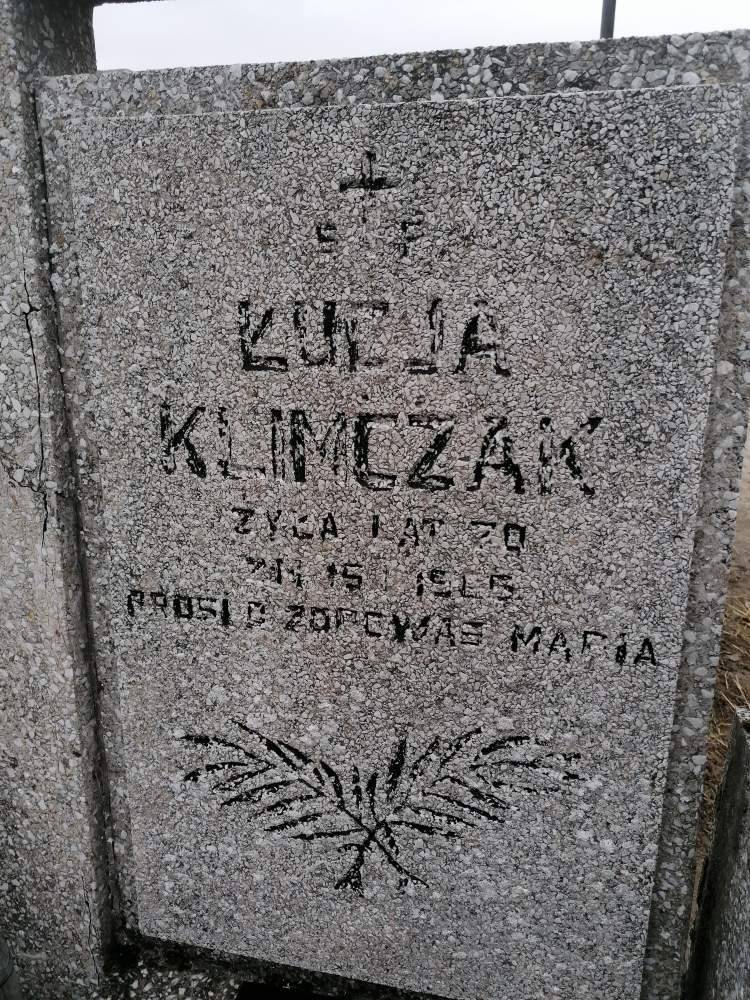 Ś P
ŁUCJA
KLIMCZAK
ŻYŁA LAT 70
ZM 15 I 1965
PROSI O ZDROWAŚ MARIA